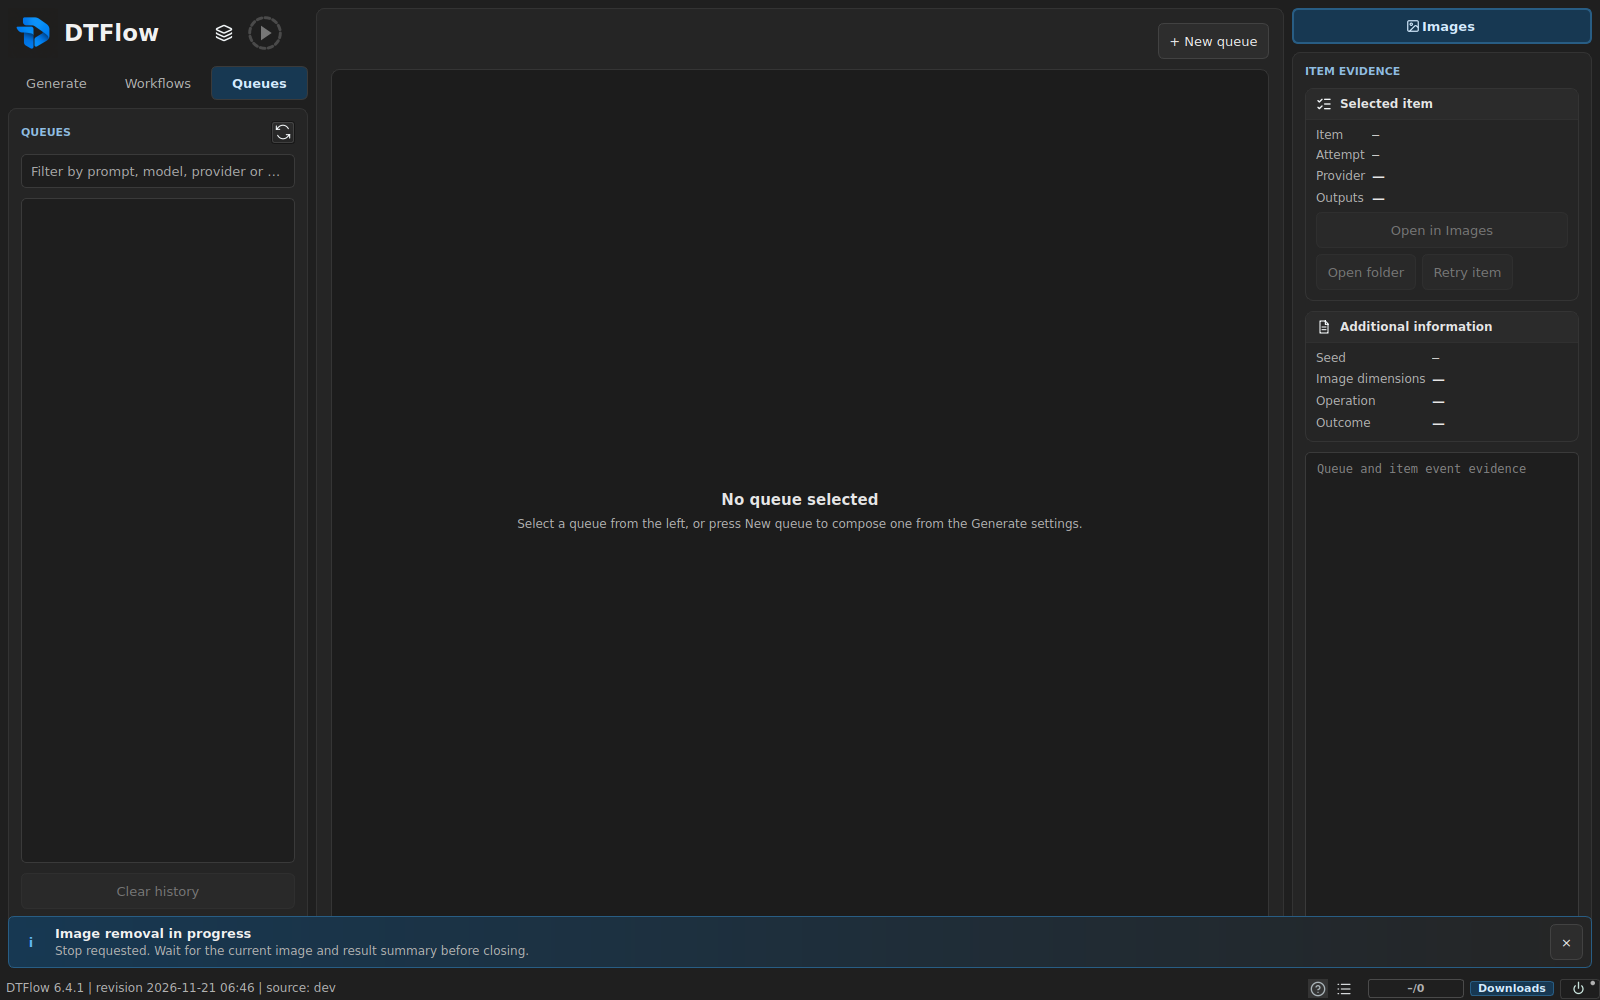 DTFlow
Generate
Workflows
Queues
QUEUES
Filter by prompt, model, provider or ...
Clear history
+ New queue
No queue selected
Select a queue from the left, or press New queue to compose one from the Generate settings.
Images
ITEM EVIDENCE
Selected item
Item –
Attempt –
Provider —
Outputs —
Open in Images
Open folder
Retry item
Additional information
Seed –
Image dimensions —
Operation —
Outcome —
Queue and item event evidence
i
Image removal in progress
Stop requested. Wait for the current image and result summary before closing.
×
DTFlow 6.4.1 | revision 2026-11-21 06:46 | source: dev
–/0
Downloads